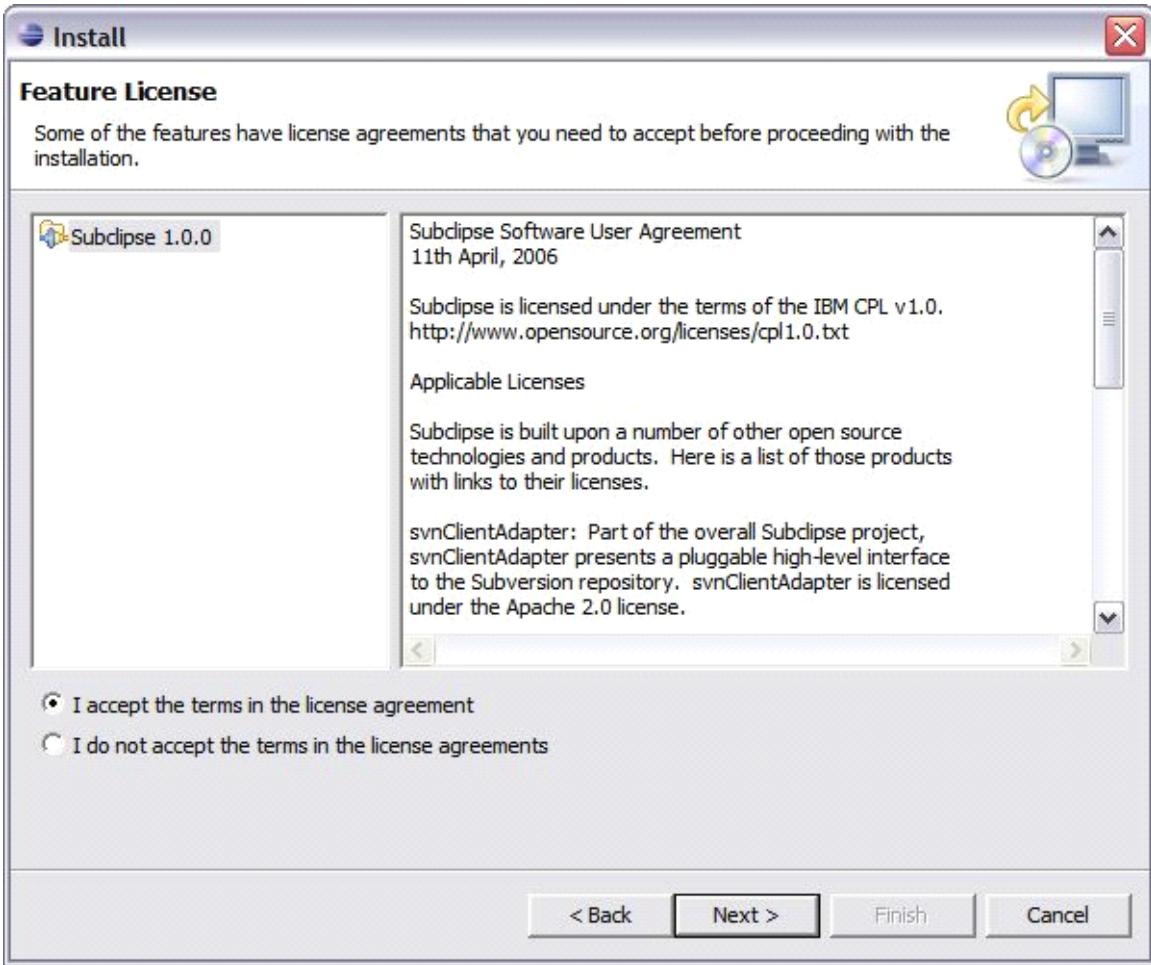 Install
Feature License
Some of the features have license agreements that you need to accept before proceeding with the
installation.
Subclipse 1.0.0
Subclipse Software User Agreement
11th April, 2006
Subclipse is licensed under the terms of the IBM CPL v1.0.
http://www.opensource.org/licenses/cpl1.0.txt
Applicable Licenses
Subclipse is built upon a number of other open source
technologies and products.  Here is a list of those products
with links to their licenses.
svnClientAdapter:  Part of the overall Subclipse project,
svnClientAdapter presents a pluggable high-level interface
to the Subversion repository.  svnClientAdapter is licensed
under the Apache 2.0 license.
I accept the terms in the license agreement
I do not accept the terms in the license agreements
< Back
Next >
Finish
Cancel